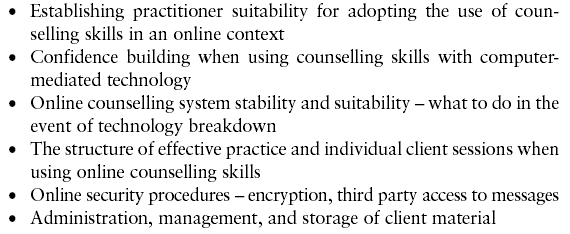 • Establishing practitioner suitability for adopting the use of coun-
selling skills in an online context
• Confidence building when using counselling skills with computer-
mediated technology
• Online counselling system stability and suitability – what to do in the
event of technology breakdown
• The structure of effective practice and individual client sessions when
using online counselling skills
• Online security procedures – encryption, third party access to messages
• Administration, management, and storage of client material